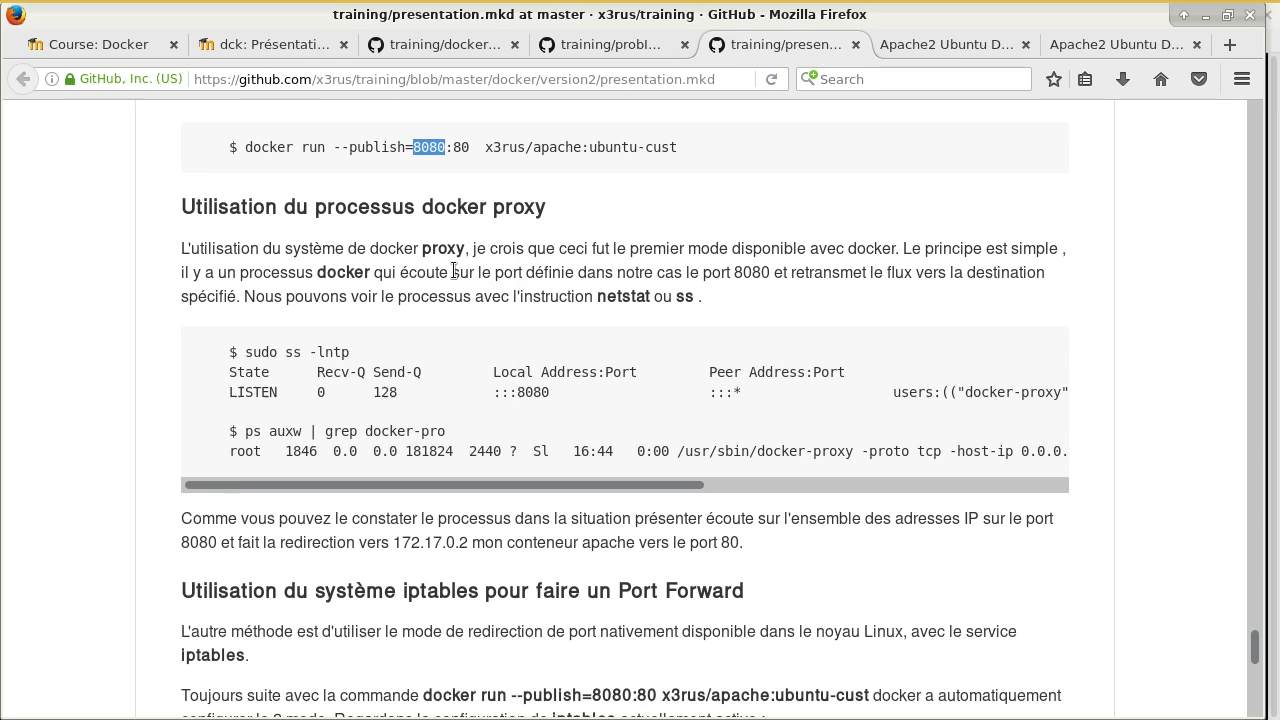 training/presentation.mkd at master · x3rus/training · GitHub - Mozilla Firefox
Course: Docker
dck: Présentati...
training/docker...
training/probl...
training/presen...
Apache2 Ubuntu D...
Apache2 Ubuntu D...
GitHub, Inc. (US)
https://github.com/x3rus/training/blob/master/docker/version2/presentation.mkd
Search
$ docker run --publish=8080:80  x3rus/apache:ubuntu-cust
Utilisation du processus docker proxy
L'utilisation du système de docker proxy, je crois que ceci fut le premier mode disponible avec docker. Le principe est simple ,
il y a un processus docker qui écoute sur le port définie dans notre cas le port 8080 et retransmet le flux vers la destination
spécifié. Nous pouvons voir le processus avec l'instruction netstat ou ss .
$ sudo ss -lntp
State      Recv-Q Send-Q         Local Address:Port         Peer Address:Port
LISTEN     0      128            :::8080                    :::*                   users:(("docker-proxy"
$ ps auxw | grep docker-pro
root   1846  0.0  0.0 181824  2440 ?  Sl   16:44   0:00 /usr/sbin/docker-proxy -proto tcp -host-ip 0.0.0.
Comme vous pouvez le constater le processus dans la situation présenter écoute sur l'ensemble des adresses IP sur le port
8080 et fait la redirection vers 172.17.0.2 mon conteneur apache vers le port 80.
Utilisation du système iptables pour faire un Port Forward
L'autre méthode est d'utiliser le mode de redirection de port nativement disponible dans le noyau Linux, avec le service
iptables.
Toujours suite avec la commande docker run --publish=8080:80 x3rus/apache:ubuntu-cust docker a automatiquement
configurer le 2 mode. Regardons la configuration de iptables actuellement active :